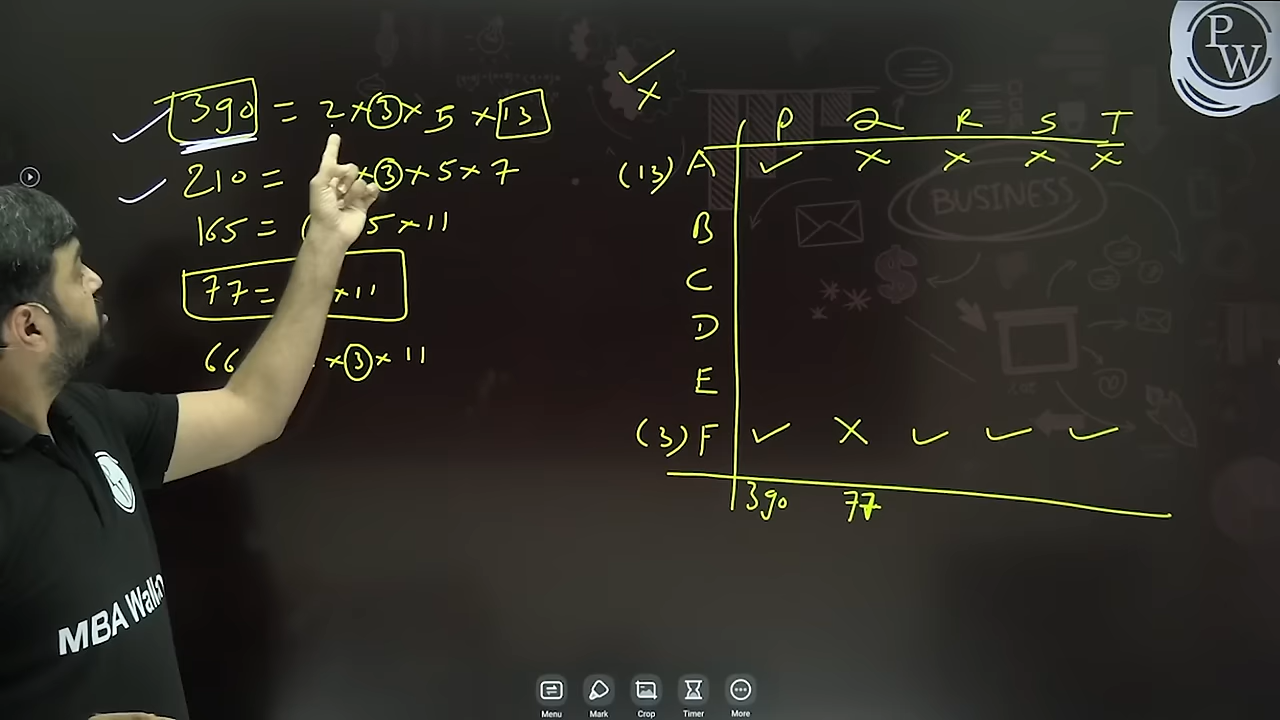 390 = 2 × 3 × 5 × 13
210 = × 3 × 5 × 7
165 = 5 × 11
77 = × 11
66 × 3 × 11
✓
×
P Q R S T
(13) A ✓ × × × ×
B
C
D
E
(3) F ✓ × ✓ ✓ ✓
390 77
PW
BUSINESS
MBA Walla
Menu Mark Crop Timer More